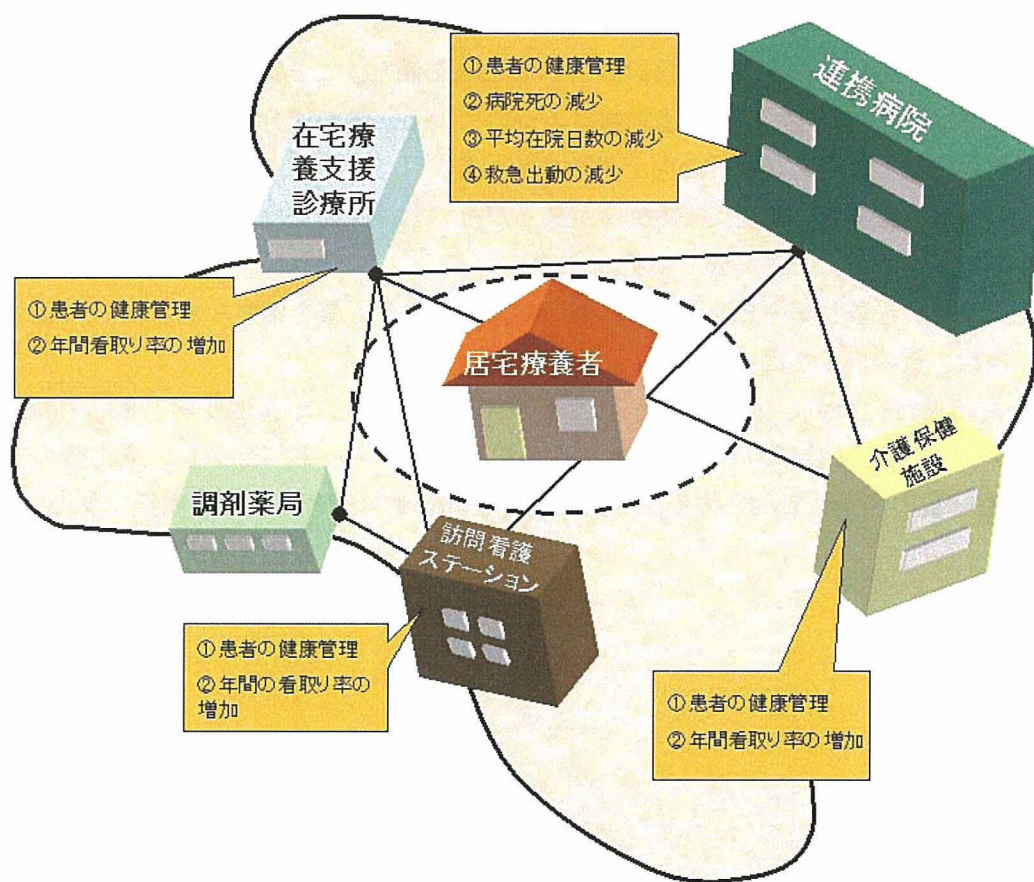 ①患者の健康管理
②病院死の減少
③平均在院日数の減少
④救急出動の減少
連携病院
在宅療
養支援
診療所
①患者の健康管理
②年間看取り率の増加
居宅療養者
介護保健
施設
調剤薬局
訪問看護
ステーション
①患者の健康管理
②年間の看取り率の
増加
①患者の健康管理
②年間看取り率の増加